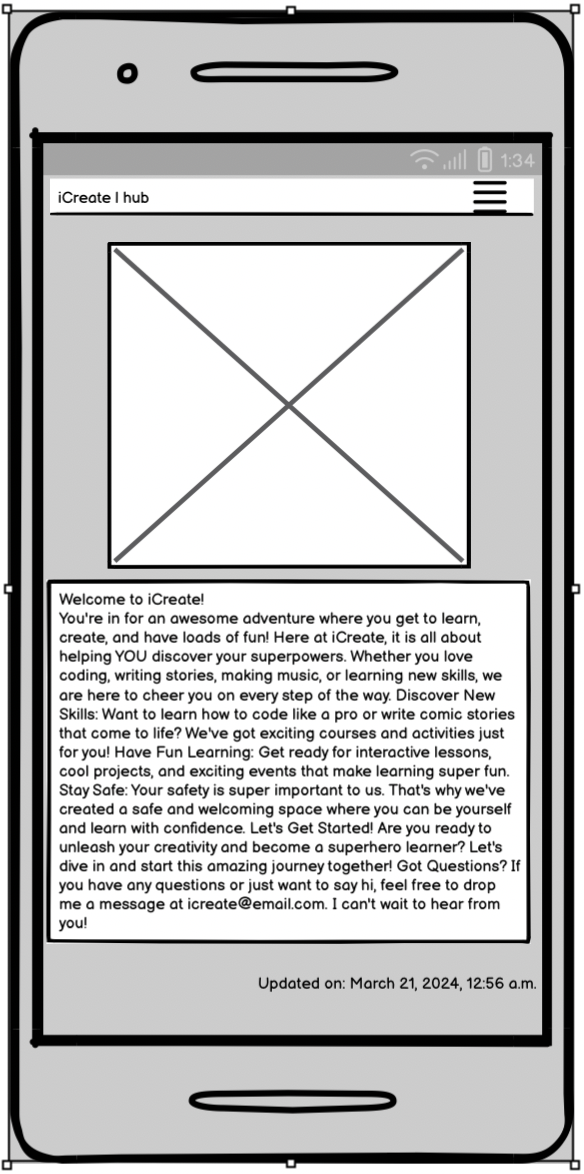 1:34
iCreate | hub
Welcome to iCreate!
You're in for an awesome adventure where you get to learn,
create, and have loads of fun! Here at iCreate, it is all about
helping YOU discover your superpowers. Whether you love
coding, writing stories, making music, or learning new skills, we
are here to cheer you on every step of the way. Discover New
Skills: Want to learn how to code like a pro or write comic stories
that come to life? We've got exciting courses and activities just
for you! Have Fun Learning: Get ready for interactive lessons,
cool projects, and exciting events that make learning super fun.
Stay Safe: Your safety is super important to us. That's why we've
created a safe and welcoming space where you can be yourself
and learn with confidence. Let's Get Started! Are you ready to
unleash your creativity and become a superhero learner? Let's
dive in and start this amazing journey together! Got Questions? If
you have any questions or just want to say hi, feel free to drop
me a message at icreate@email.com. I can't wait to hear from
you!
Updated on: March 21, 2024, 12:56 a.m.